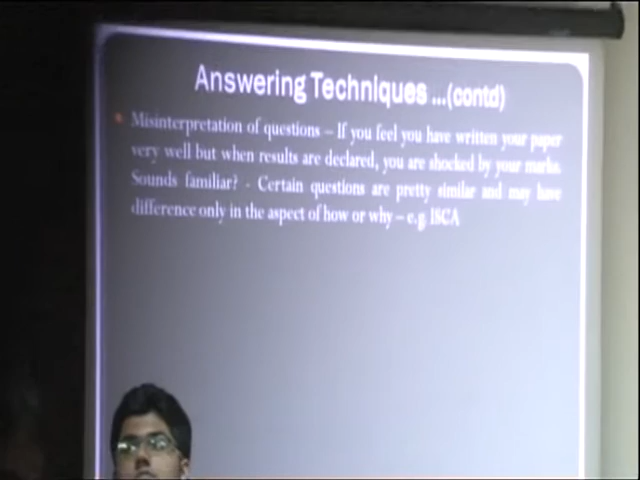 Answering Techniques ...(contd)
Misinterpretation of questions – If you feel you have written your paper
very well but when results are declared, you are shocked by your marks.
Sounds familiar? - Certain questions are pretty similar and may have
difference only in the aspect of how or why – e.g. ISCA